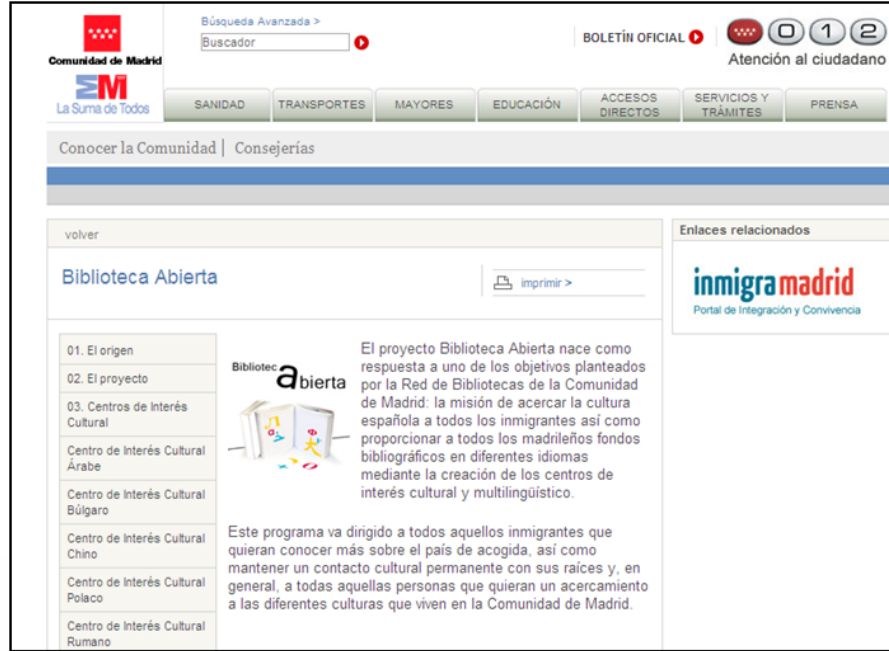 Comunidad de Madrid
La Suma de Todos
Búsqueda Avanzada >
Buscador
BOLETÍN OFICIAL
012
Atención al ciudadano
SANIDAD
TRANSPORTES
MAYORES
EDUCACIÓN
ACCESOS
DIRECTOS
SERVICIOS Y
TRÁMITES
PRENSA
Conocer la Comunidad | Consejerías
volver
Biblioteca Abierta
imprimir >
01. El origen
02. El proyecto
03. Centros de Interés
Cultural
Centro de Interés Cultural
Árabe
Centro de Interés Cultural
Búlgaro
Centro de Interés Cultural
Chino
Centro de Interés Cultural
Polaco
Centro de Interés Cultural
Rumano
Bibliotec abierta
El proyecto Biblioteca Abierta nace como
respuesta a uno de los objetivos planteados
por la Red de Bibliotecas de la Comunidad
de Madrid: la misión de acercar la cultura
española a todos los inmigrantes así como
proporcionar a todos los madrileños fondos
bibliográficos en diferentes idiomas
mediante la creación de los centros de
interés cultural y multilingüístico.
Este programa va dirigido a todos aquellos inmigrantes que
quieran conocer más sobre el país de acogida, así como
mantener un contacto cultural permanente con sus raíces y, en
general, a todas aquellas personas que quieran un acercamiento
a las diferentes culturas que viven en la Comunidad de Madrid.
Enlaces relacionados
inmigramadrid
Portal de Integración y Convivencia